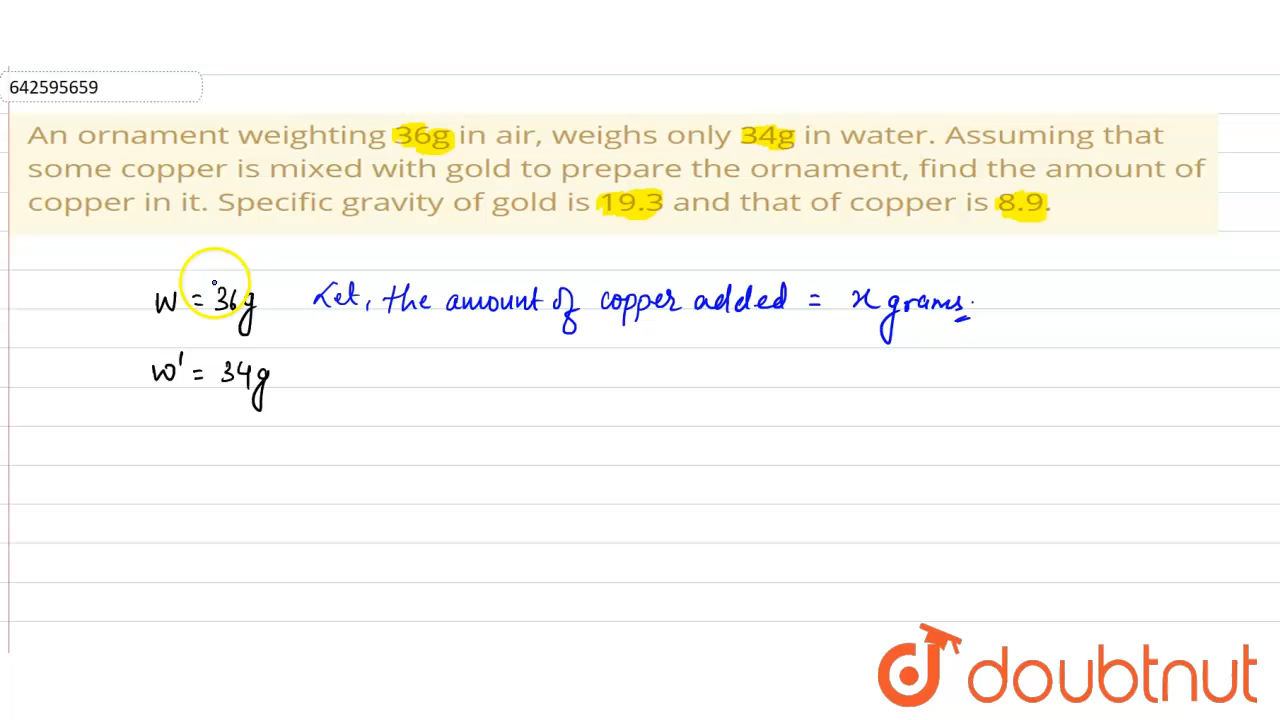 642595659
An ornament weighting 36g in air, weighs only 34g in water. Assuming that
some copper is mixed with gold to prepare the ornament, find the amount of
copper in it. Specific gravity of gold is 19.3 and that of copper is 8.9.
W = 36g Let, the amount of copper added = x grams.
W' = 34g
doubtnut